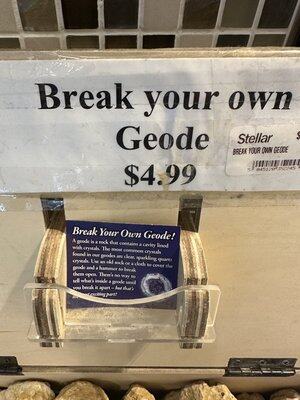 Break your own
Geode
$4.99
Stellar $
BREAK YOUR OWN GEODE
Break Your Own Geode!
A geode is a rock that contains a cavity lined
with crystals. The most common crystals
found in our geodes are clear, sparkling quartz
crystals. Use an old sock or a cloth to cover the
geode and a hammer to break
them open. There's no way to
tell what's inside a geode until
you break it apart – but that's
exciting part!